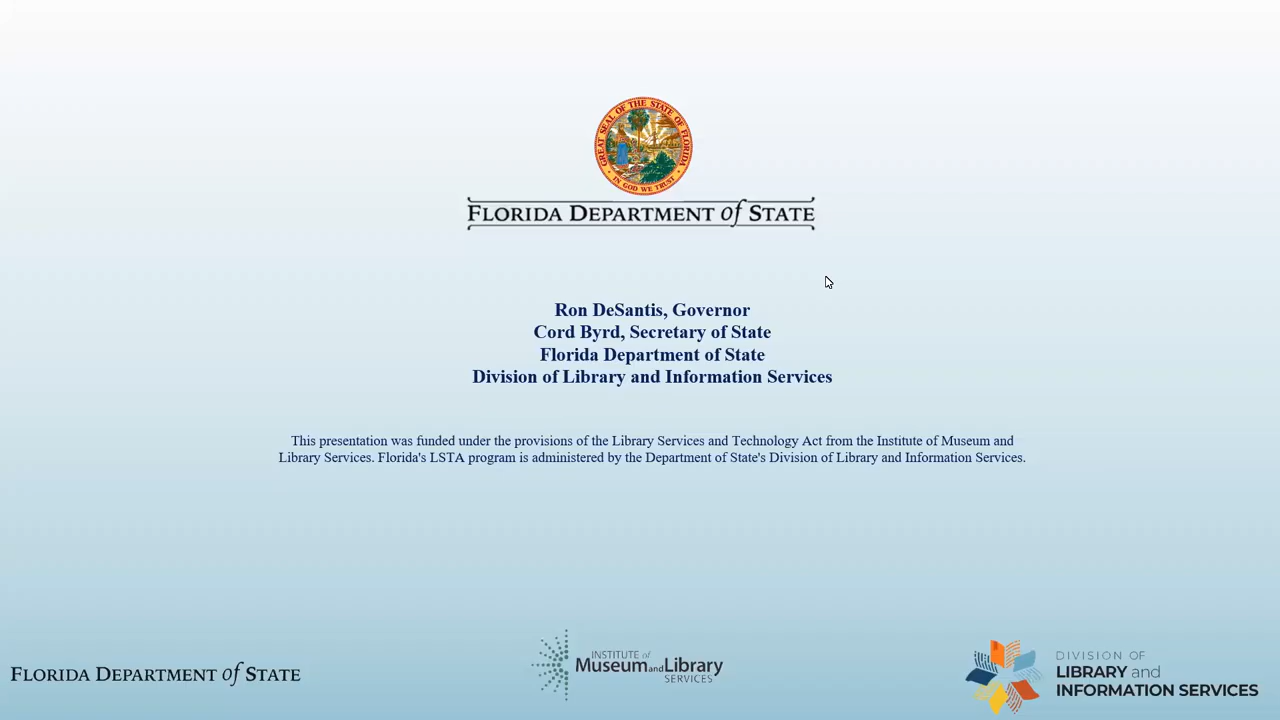 GREAT SEAL OF THE STATE OF FLORIDA
IN GOD WE TRUST
FLORIDA DEPARTMENT of STATE
Ron DeSantis, Governor
Cord Byrd, Secretary of State
Florida Department of State
Division of Library and Information Services
This presentation was funded under the provisions of the Library Services and Technology Act from the Institute of Museum and
Library Services. Florida's LSTA program is administered by the Department of State's Division of Library and Information Services.
FLORIDA DEPARTMENT of STATE
INSTITUTE of
Museum and Library
SERVICES
DIVISION OF
LIBRARY and
INFORMATION SERVICES